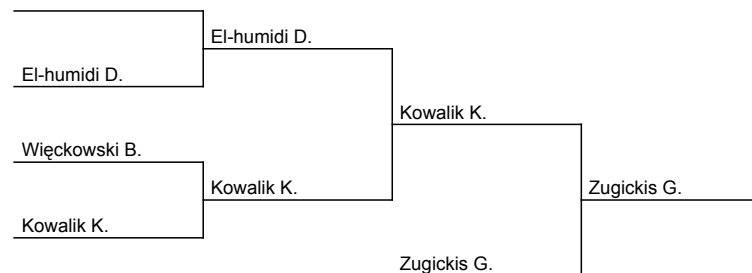 El-humidi D.
El-humidi D.
Kowalik K.
Więckowski B.
Kowalik K.
Zugickis G.
Kowalik K.
Zugickis G.